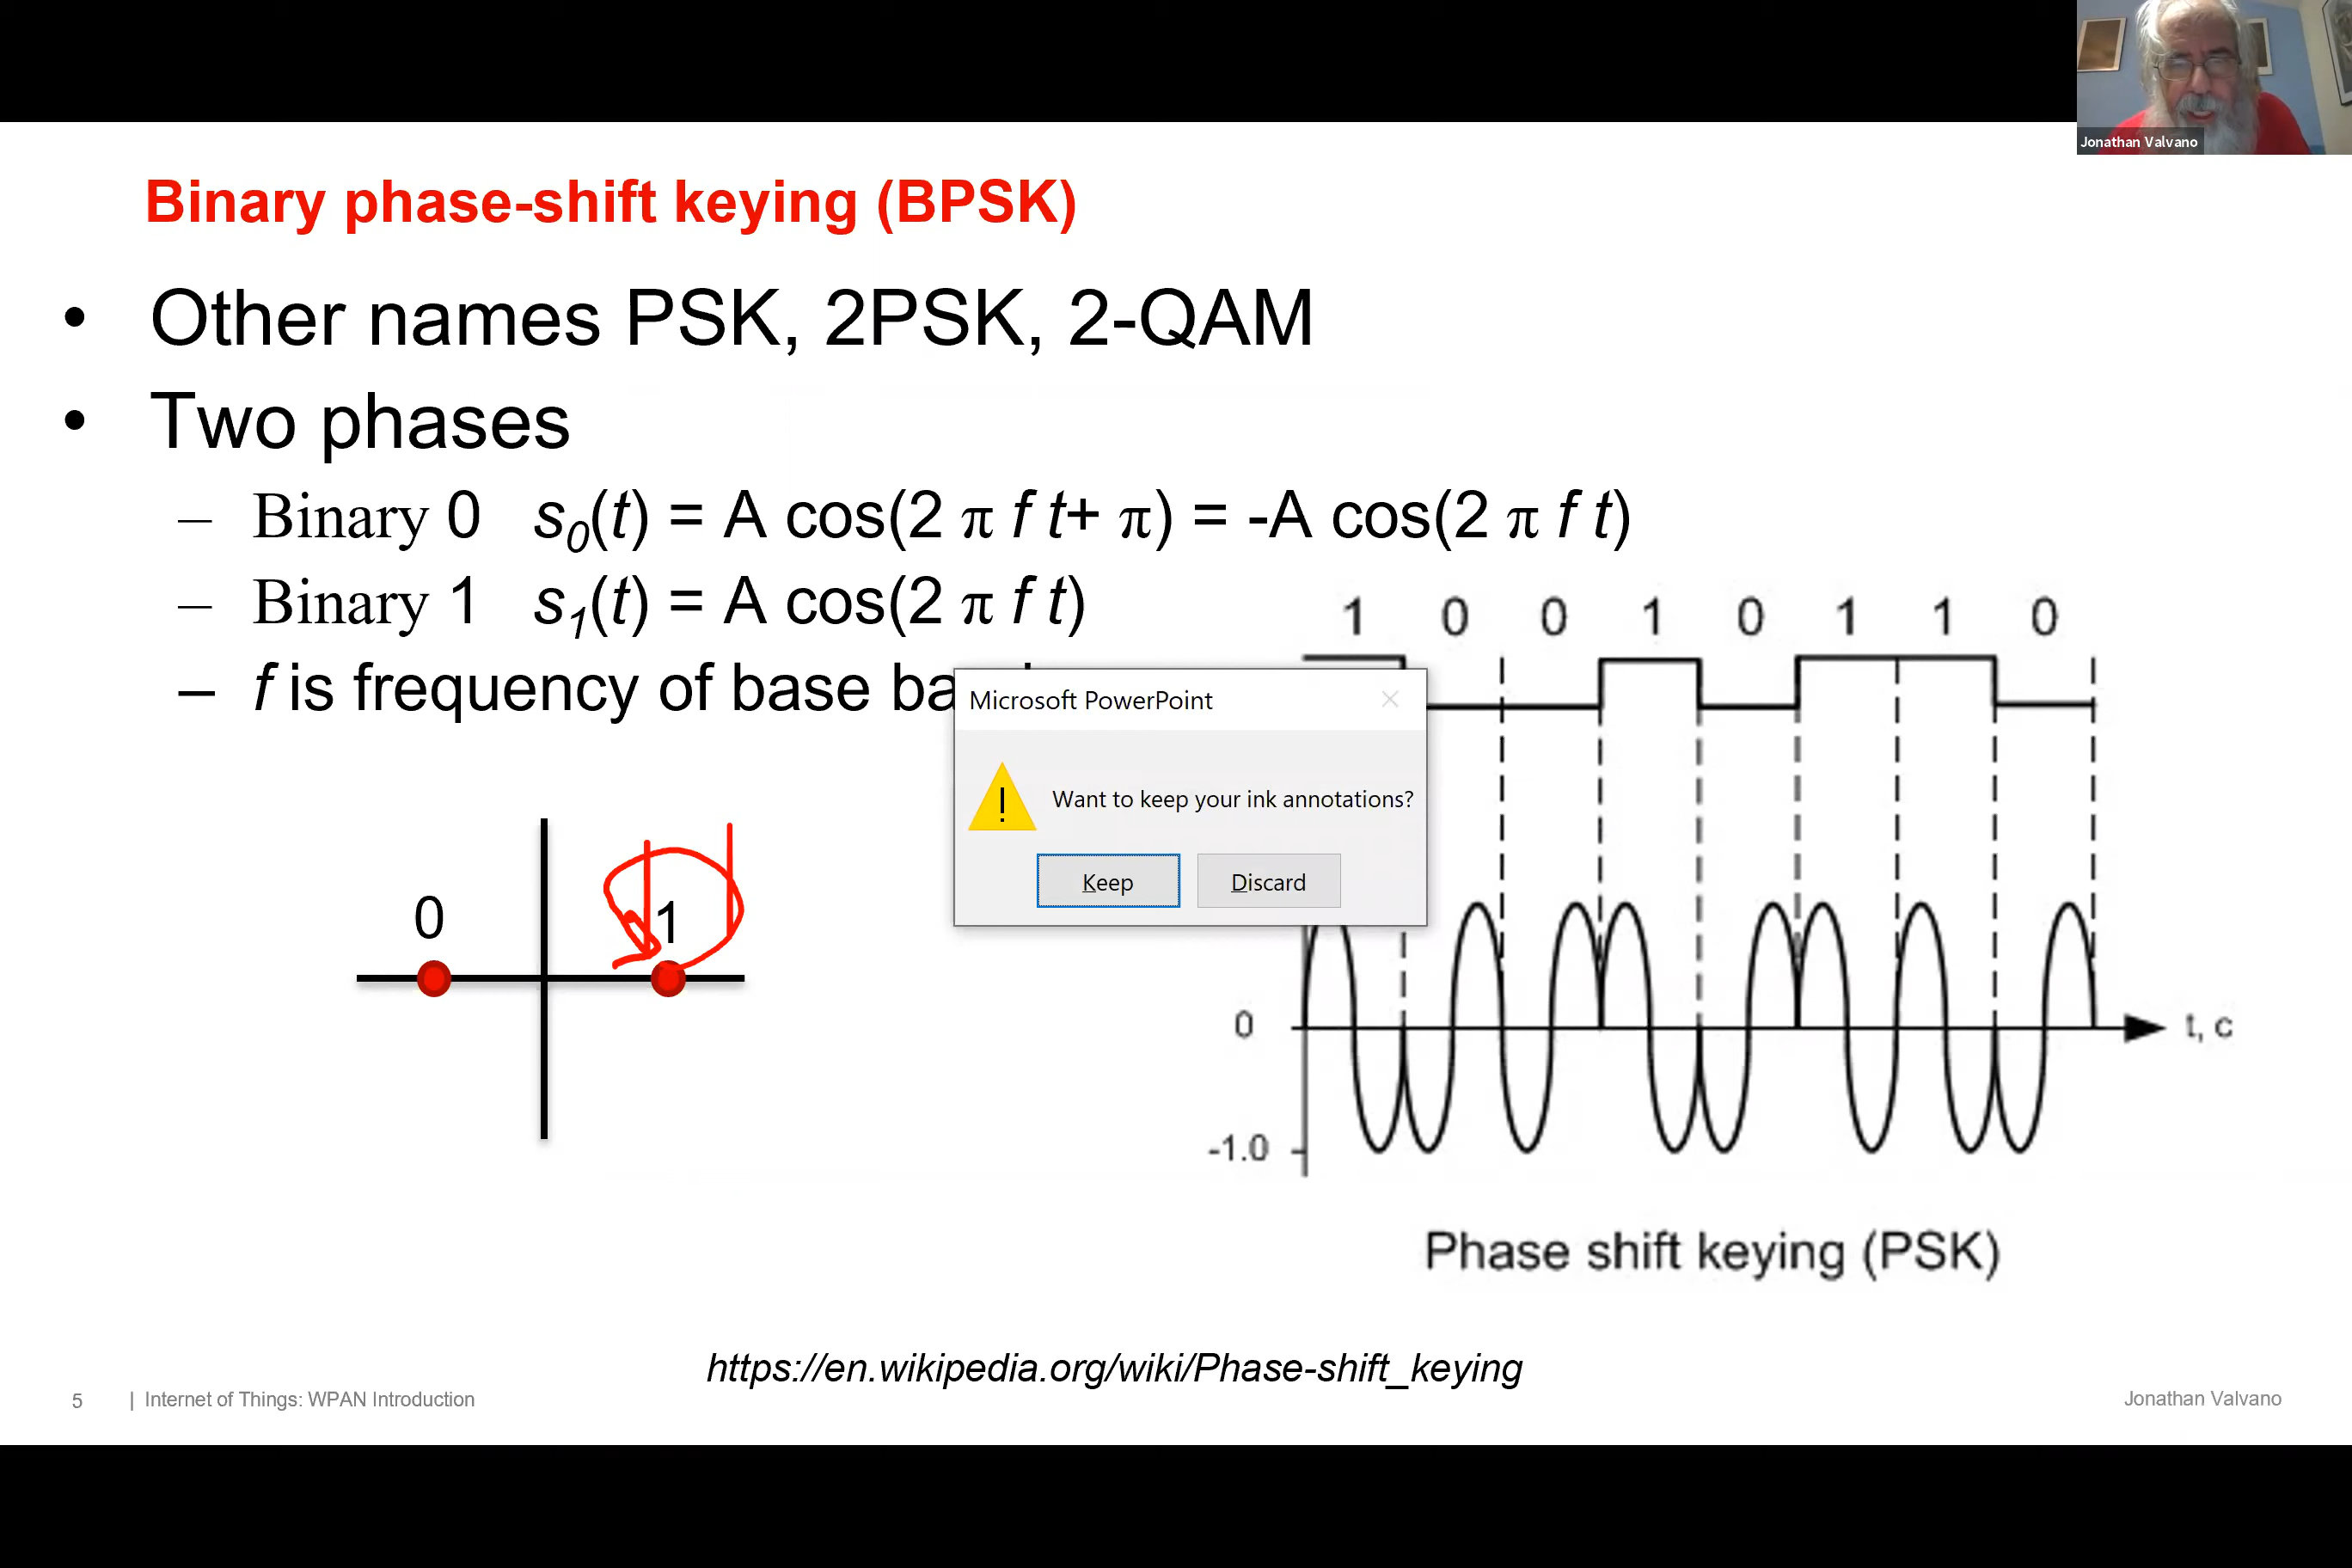 Jonathan Valvano
Binary phase-shift keying (BPSK)
• Other names PSK, 2PSK, 2-QAM
• Two phases
– Binary 0 s₀(t) = A cos(2 π f t+ π) = -A cos(2 π f t)
– Binary 1 s₁(t) = A cos(2 π f t)
– f is frequency of base
1 0 0 1 0 1 1 0
Microsoft PowerPoint
Want to keep your ink annotations?
Keep Discard
0 1
0
t, c
-1.0
Phase shift keying (PSK)
https://en.wikipedia.org/wiki/Phase-shift_keying
5 | Internet of Things: WPAN Introduction
Jonathan Valvano